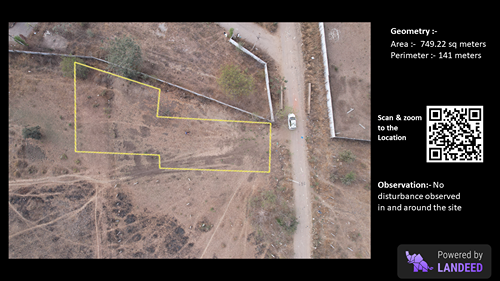 Geometry :-
Area :- 749.22 sq meters
Perimeter :- 141 meters
Scan & zoom
to the
Location
Observation:- No
disturbance observed
in and around the site
Powered by
LANDEED